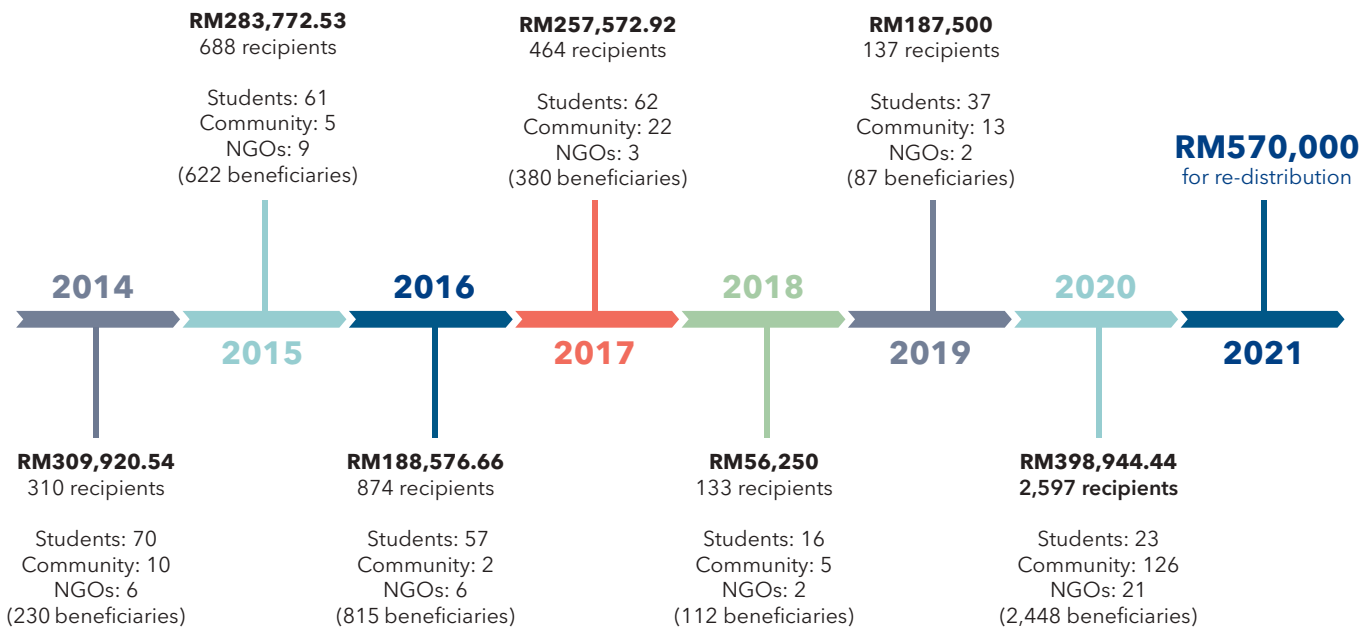 RM283,772.53
688 recipients
Students: 61
Community: 5
NGOs: 9
(622 beneficiaries)
RM257,572.92
464 recipients
Students: 62
Community: 22
NGOs: 3
(380 beneficiaries)
RM187,500
137 recipients
Students: 37
Community: 13
NGOs: 2
(87 beneficiaries)
RM570,000
for re-distribution
2014
2015
2016
2017
2018
2019
2020
2021
RM309,920.54
310 recipients
Students: 70
Community: 10
NGOs: 6
(230 beneficiaries)
RM188,576.66
874 recipients
Students: 57
Community: 2
NGOs: 6
(815 beneficiaries)
RM56,250
133 recipients
Students: 16
Community: 5
NGOs: 2
(112 beneficiaries)
RM398,944.44
2,597 recipients
Students: 23
Community: 126
NGOs: 21
(2,448 beneficiaries)